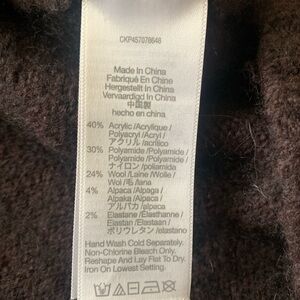 CKP457078648
Made In China
Fabriqué En Chine
Hergestellt In China
Vervaardigd In China
中国製
hecho en china
40% Acrylic /Acrylique /
Polyacryl /Acryl /
アクリル /acrílico
30% Polyamide /Polyamide /
Polyamid /Polyamide /
ナイロン /poliamida
24% Wool /Laine /Wolle /
Wol /毛 /lana
4% Alpaca /Alpaga /
Alpaka /Alpaca /
アルパカ /alpaca
2% Elastane /Elasthanne /
Elasthan /Elastaan /
ポリウレタン /elastano
Hand Wash Cold Separately.
Non-Chlorine Bleach Only.
Reshape And Lay Flat To Dry.
Iron On Lowest Setting.